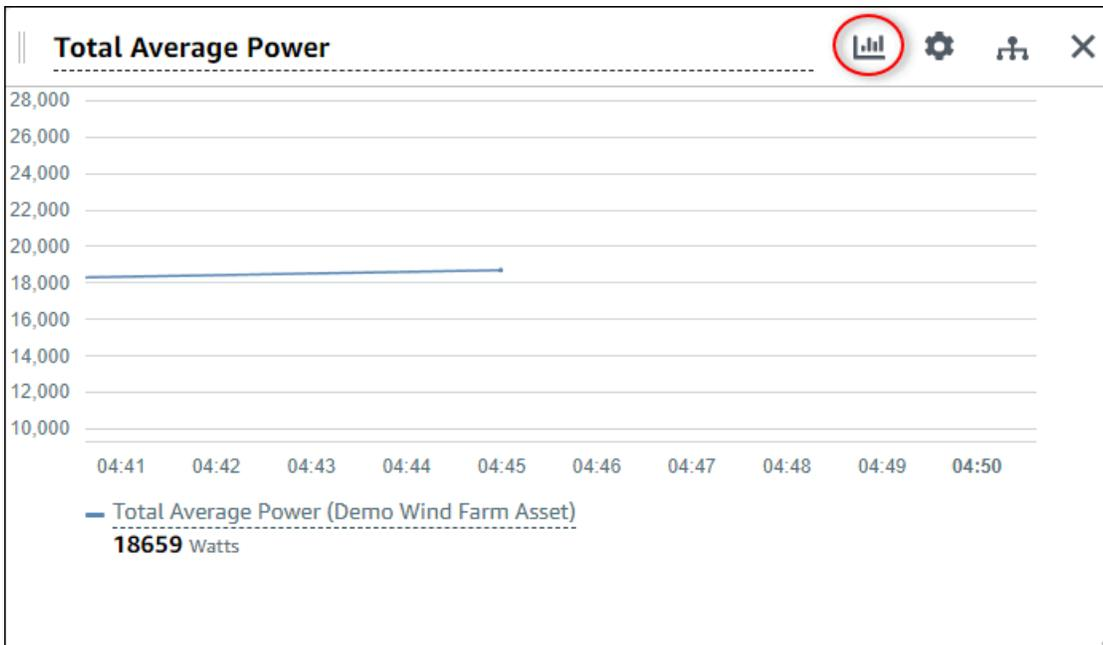 Total Average Power
28,000
26,000
24,000
22,000
20,000
18,000
16,000
14,000
12,000
10,000
04:41 04:42 04:43 04:44 04:45 04:46 04:47 04:48 04:49 04:50
Total Average Power (Demo Wind Farm Asset)
18659 Watts